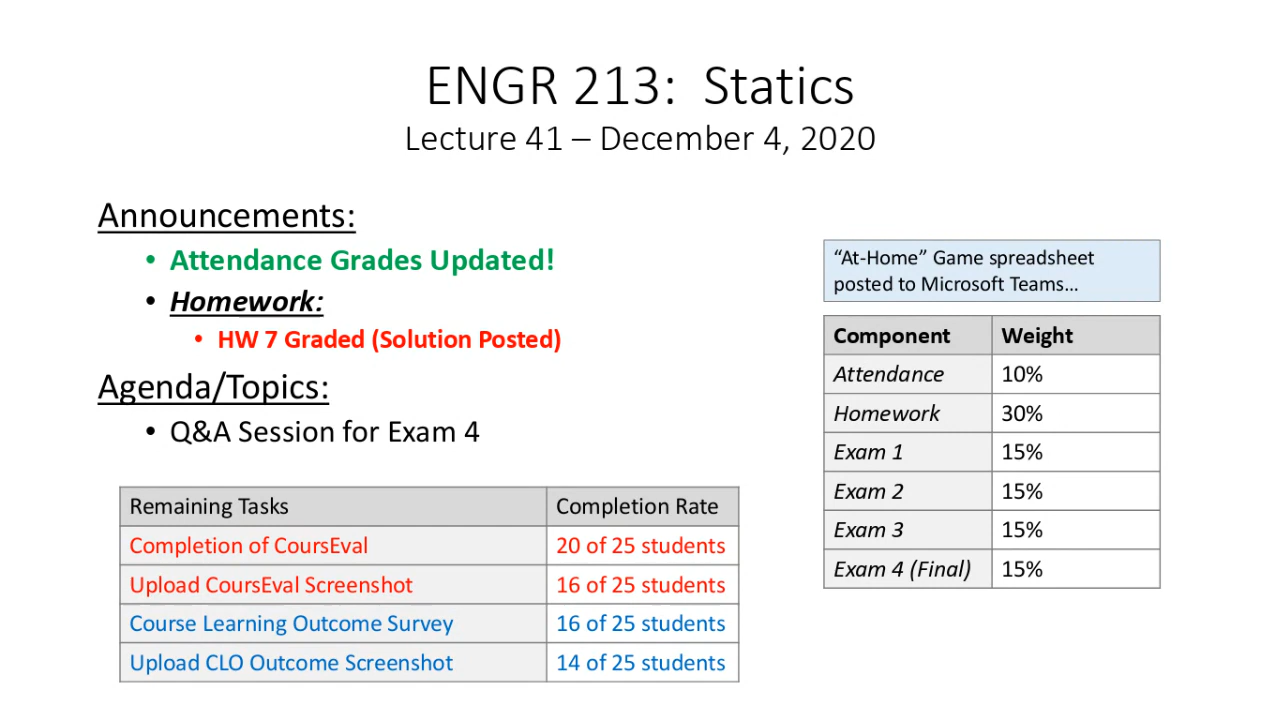 ENGR 213:  Statics
Lecture 41 – December 4, 2020
Announcements:
• Attendance Grades Updated!
• Homework:
• HW 7 Graded (Solution Posted)
Agenda/Topics:
• Q&A Session for Exam 4
Remaining Tasks Completion Rate
Completion of CoursEval 20 of 25 students
Upload CoursEval Screenshot 16 of 25 students
Course Learning Outcome Survey 16 of 25 students
Upload CLO Outcome Screenshot 14 of 25 students
“At-Home” Game spreadsheet
posted to Microsoft Teams…
Component Weight
Attendance 10%
Homework 30%
Exam 1 15%
Exam 2 15%
Exam 3 15%
Exam 4 (Final) 15%